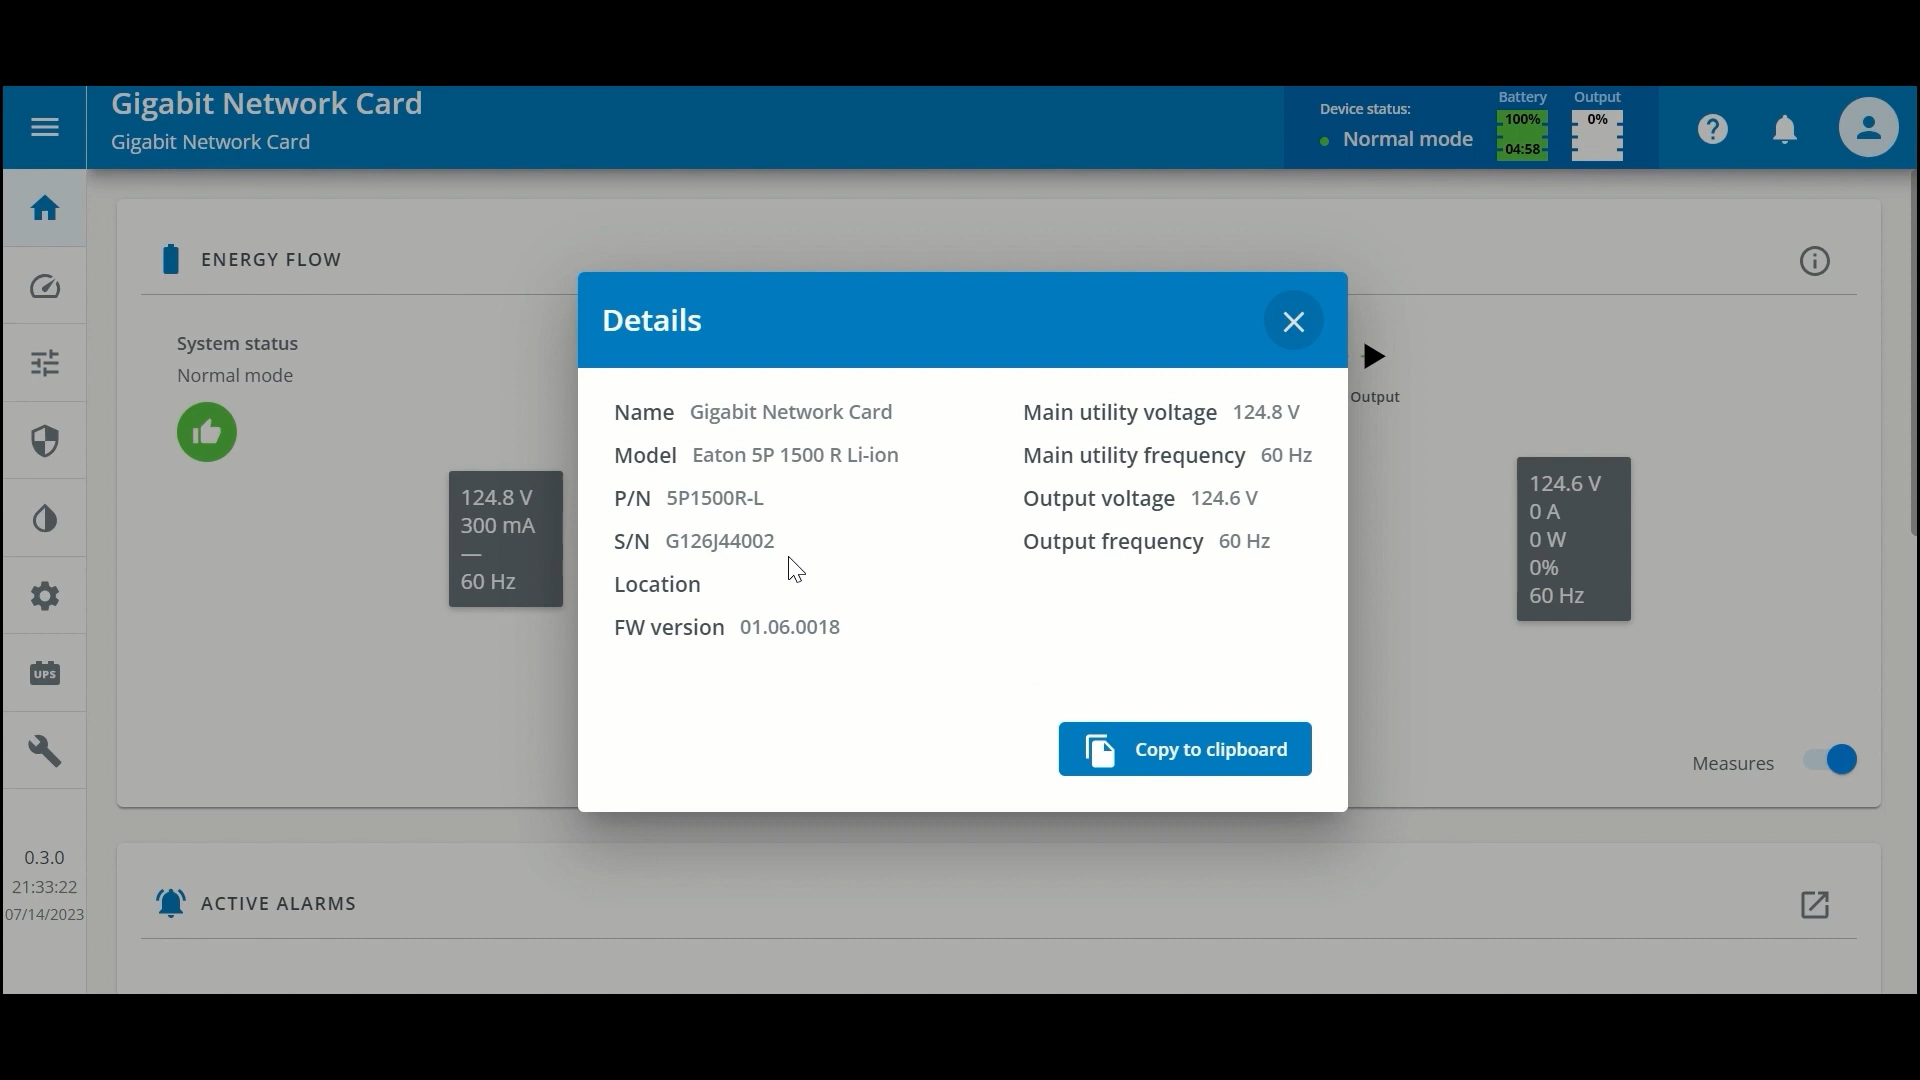 Gigabit Network Card
Gigabit Network Card
Device status:
Normal mode
Battery
100%
04:58
Output
0%
ENERGY FLOW
System status
Normal mode
124.8 V
300 mA
—
60 Hz
Details
Name Gigabit Network Card
Model Eaton 5P 1500 R Li-ion
P/N 5P1500R-L
S/N G126J44002
Location
FW version 01.06.0018
Main utility voltage 124.8 V
Main utility frequency 60 Hz
Output voltage 124.6 V
Output frequency 60 Hz
Copy to clipboard
Output
124.6 V
0 A
0 W
0%
60 Hz
Measures
UPS
0.3.0
21:33:22
07/14/2023
ACTIVE ALARMS